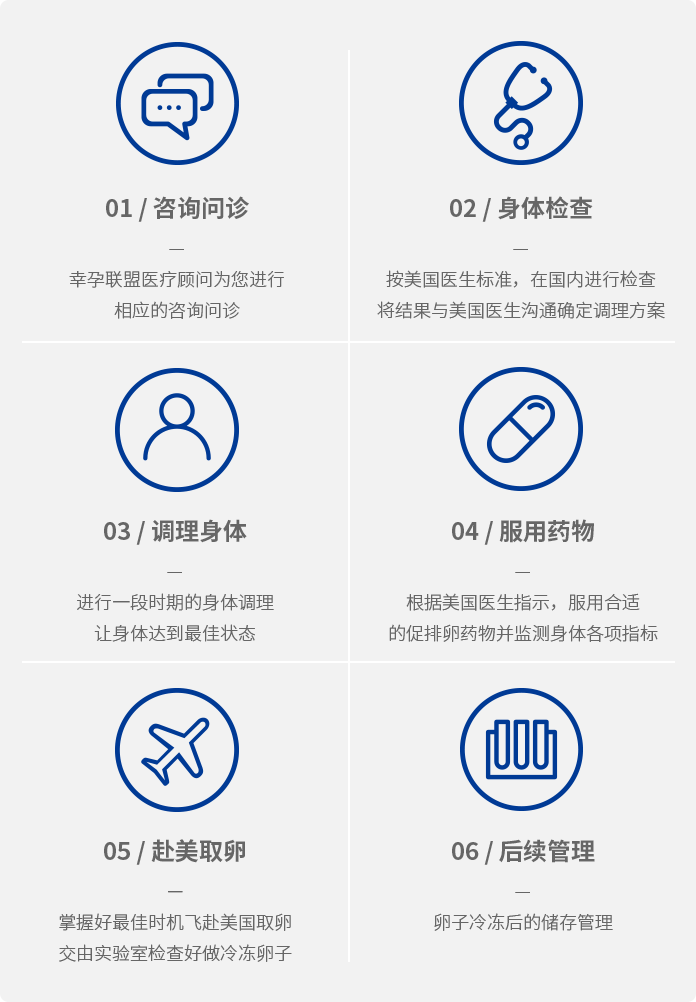 01 / 咨询问诊
—
幸孕联盟医疗顾问为您进行
相应的咨询问诊
02 / 身体检查
—
按美国医生标准，在国内进行检查
将结果与美国医生沟通确定调理方案
03 / 调理身体
—
进行一段时期的身体调理
让身体达到最佳状态
04 / 服用药物
—
根据美国医生指示，服用合适
的促排卵药物并监测身体各项指标
05 / 赴美取卵
—
掌握好最佳时机飞赴美国取卵
交由实验室检查好做冷冻卵子
06 / 后续管理
—
卵子冷冻后的储存管理